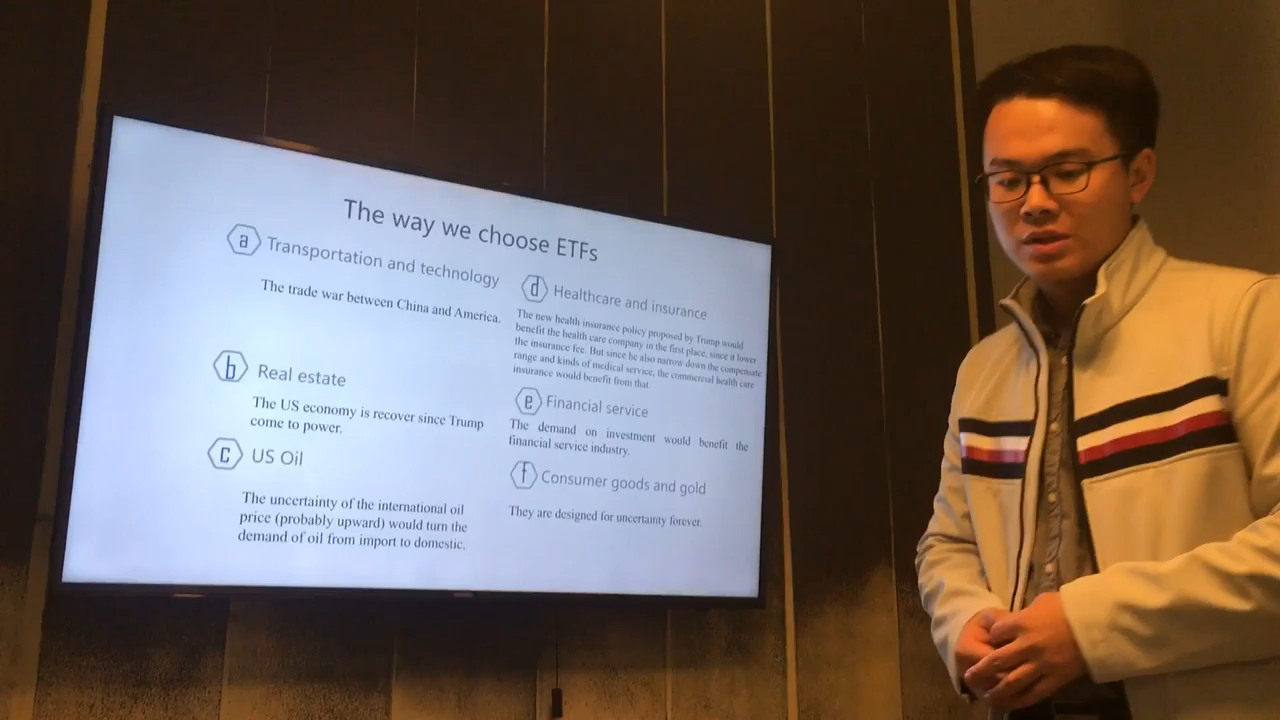 The way we choose ETFs
a Transportation and technology
The trade war between China and America.
b Real estate
The US economy is recover since Trump
come to power.
c US Oil
The uncertainty of the international oil
price (probably upward) would turn the
demand of oil from import to domestic.
d Healthcare and insurance
The new health insurance policy proposed by Trump would
benefit the health care company in the first place, since it lower
the insurance fee. But since he also narrow down the compensate
range and kinds of medical service, the commercial health care
insurance would benefit from that.
e Financial service
The demand on investment would benefit the
financial service industry.
f Consumer goods and gold
They are designed for uncertainty forever.